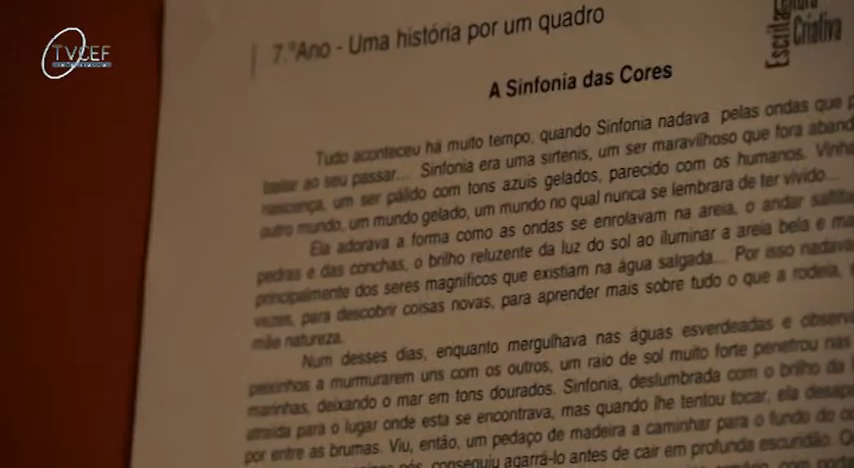 TVCEF
7.ºAno - Uma história por um quadro
Escrita Criativa
A Sinfonia das Cores
Tudo aconteceu há muito tempo, quando Sinfonia nadava pelas ondas que
bailar ao seu passar... Sinfonia era uma sirtenis, um ser maravilhoso que fora
nascença, um ser pálido com tons azuis gelados, parecido com os humanos.
outro mundo, um mundo gelado, um mundo no qual nunca se lembrara de ter vivido...
Ela adorava a forma como as ondas se enrolavam na areia, o andar
pedras e das conchas, o brilho reluzente da luz do sol ao iluminar a areia bela e
principalmente dos seres magníficos que existiam na água salgada... Por isso nadava
vezes, para descobrir coisas novas, para aprender mais sobre tudo o que a rodeia,
mãe natureza.
Num desses dias, enquanto mergulhava nas águas esverdeadas e
peixinhos a murmurarem uns com os outros, um raio de sol muito forte penetrou nas
marinhas, deixando o mar em tons dourados. Sinfonia, deslumbrada com o brilho da
atraída para o lugar onde esta se encontrava, mas quando lhe tentou tocar, ela
por entre as brumas. Viu, então, um pedaço de madeira a caminhar para o fundo do
conseguiu agarrá-lo antes de cair em profunda escuridão.